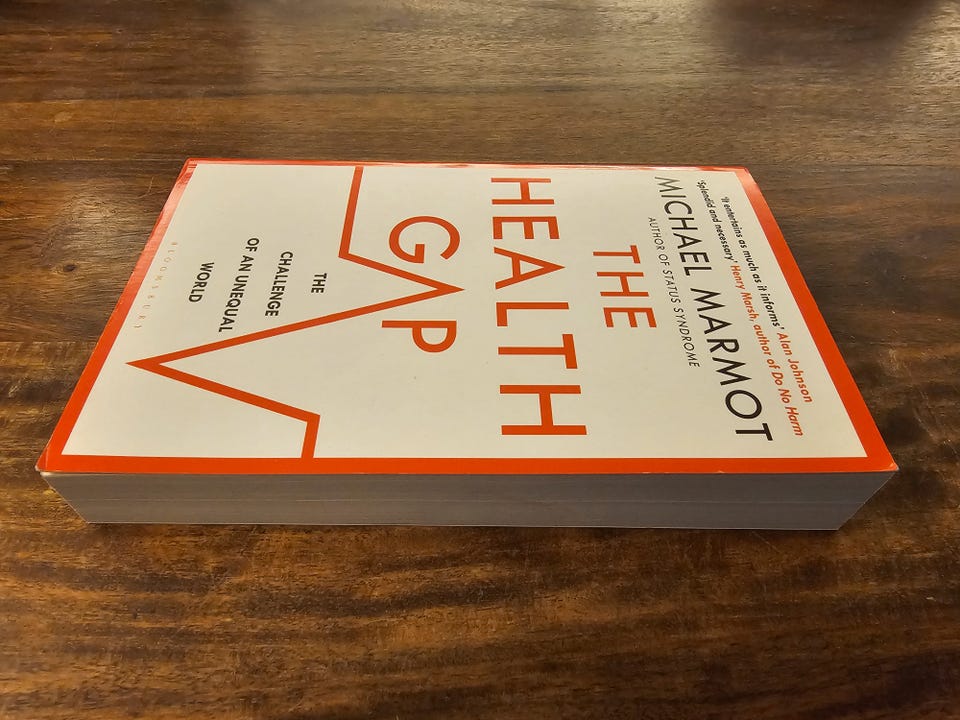 'It entertains as much as it informs' Alan Johnson
'Splendid and necessary' Henry Marsh, author of Do No Harm
MICHAEL MARMOT
AUTHOR OF STATUS SYNDROME
THE
HEALTH
GAP
THE
CHALLENGE
OF AN UNEQUAL
WORLD
BLOOMSBURY